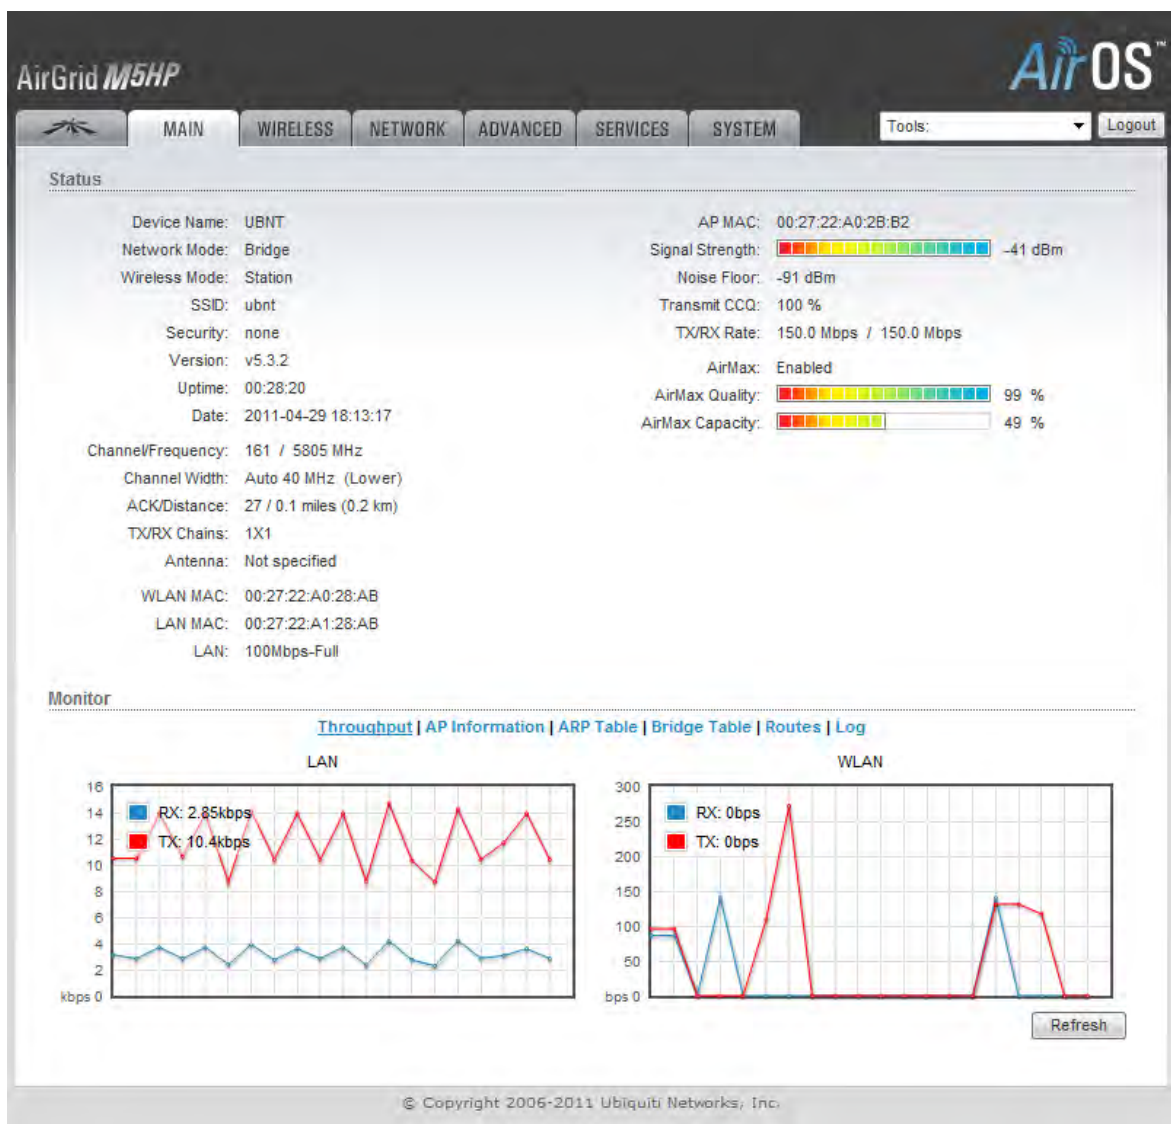 AirGrid M5HP
AirOS™
MAIN
WIRELESS
NETWORK
ADVANCED
SERVICES
SYSTEM
Tools:
Logout
Status
Device Name: UBNT
Network Mode: Bridge
Wireless Mode: Station
SSID: ubnt
Security: none
Version: v5.3.2
Uptime: 00:28:20
Date: 2011-04-29 18:13:17
Channel/Frequency: 161 / 5805 MHz
Channel Width: Auto 40 MHz (Lower)
ACK/Distance: 27 / 0.1 miles (0.2 km)
TX/RX Chains: 1X1
Antenna: Not specified
WLAN MAC: 00:27:22:A0:28:AB
LAN MAC: 00:27:22:A1:28:AB
LAN: 100Mbps-Full
AP MAC: 00:27:22:A0:2B:B2
Signal Strength: -41 dBm
Noise Floor: -91 dBm
Transmit CCQ: 100 %
TX/RX Rate: 150.0 Mbps / 150.0 Mbps
AirMax: Enabled
AirMax Quality: 99 %
AirMax Capacity: 49 %
Monitor
Throughput | AP Information | ARP Table | Bridge Table | Routes | Log
LAN
16
14
12
10
8
6
4
2
kbps 0
RX: 2.85kbps
TX: 10.4kbps
WLAN
300
250
200
150
100
50
bps 0
RX: 0bps
TX: 0bps
Refresh
© Copyright 2006-2011 Ubiquiti Networks, Inc.